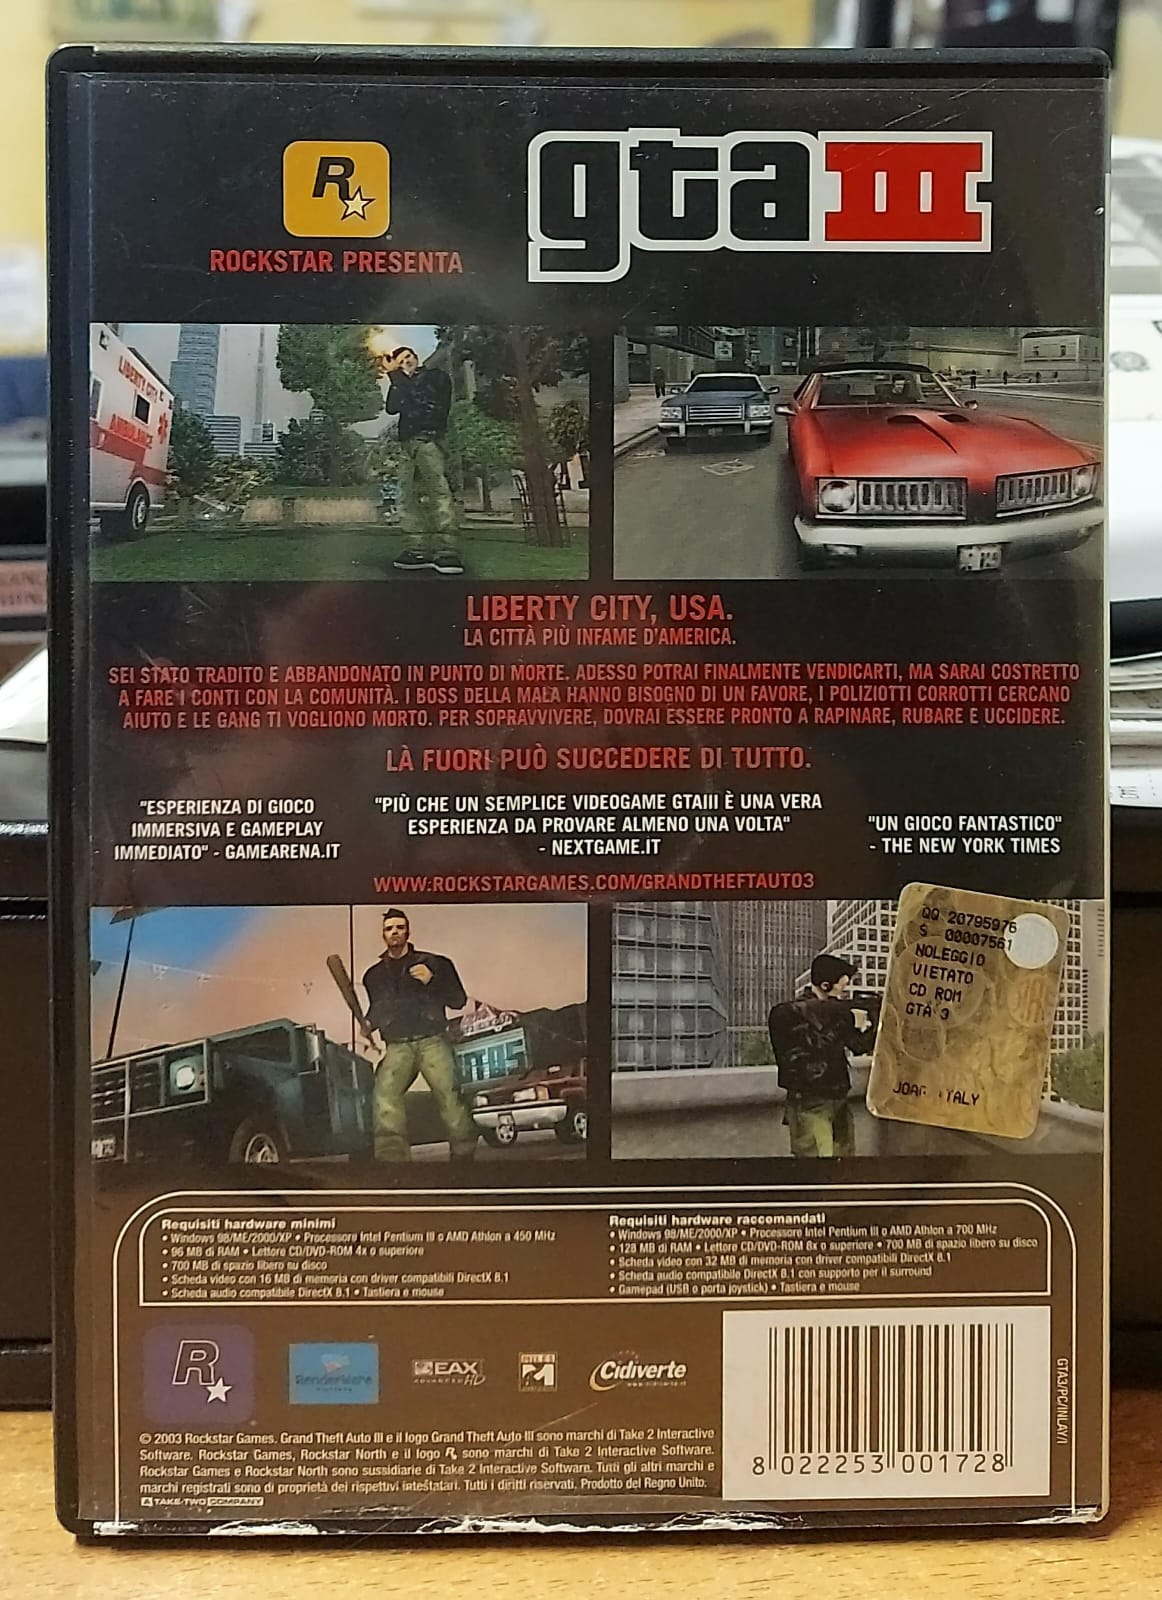 R
ROCKSTAR PRESENTA
gta III
LIBERTY CITY
AMBULANCE
LIBERTY CITY, USA.
LA CITTÀ PIÙ INFAME D'AMERICA.
SEI STATO TRADITO E ABBANDONATO IN PUNTO DI MORTE. ADESSO POTRAI FINALMENTE VENDICARTI, MA SARAI COSTRETTO
A FARE I CONTI CON LA COMUNITÀ. I BOSS DELLA MALA HANNO BISOGNO DI UN FAVORE, I POLIZIOTTI CORROTTI CERCANO
AIUTO E LE GANG TI VOGLIONO MORTO. PER SOPRAVVIVERE, DOVRAI ESSERE PRONTO A RAPINARE, RUBARE E UCCIDERE.
LÀ FUORI PUÒ SUCCEDERE DI TUTTO.
"ESPERIENZA DI GIOCO
IMMERSIVA E GAMEPLAY
IMMEDIATO" - GAMEARENA.IT
"PIÙ CHE UN SEMPLICE VIDEOGAME GTAIII È UNA VERA
ESPERIENZA DA PROVARE ALMENO UNA VOLTA"
- NEXTGAME.IT
"UN GIOCO FANTASTICO"
- THE NEW YORK TIMES
WWW.ROCKSTARGAMES.COM/GRANDTHEFTAUTO3
QQ 20795976
S 00007561
NOLEGGIO
VIETATO
CD ROM
GTA 3
ITALY
Requisiti hardware minimi
• Windows 98/ME/2000/XP • Processore Intel Pentium III o AMD Athlon a 450 MHz
• 96 MB di RAM • Lettore CD/DVD-ROM 4x o superiore
• 700 MB di spazio libero su disco
• Scheda video con 16 MB di memoria con driver compatibili DirectX 8.1
• Scheda audio compatibile DirectX 8.1 • Tastiera e mouse
Requisiti hardware raccomandati
• Windows 98/ME/2000/XP • Processore Intel Pentium III o AMD Athlon a 700 MHz
• 128 MB di RAM • Lettore CD/DVD-ROM 8x o superiore • 700 MB di spazio libero su disco
• Scheda video con 32 MB di memoria con driver compatibili DirectX 8.1
• Scheda audio compatibile DirectX 8.1 con supporto per il surround
• Gamepad (USB o porta joystick) • Tastiera e mouse
R
RenderWare
EAX
ADVANCED HD
MILES
Cidiverte
www.cidiverte.it
GTA3/PC/INLAY/I
© 2003 Rockstar Games. Grand Theft Auto III e il logo Grand Theft Auto III sono marchi di Take 2 Interactive
Software. Rockstar Games, Rockstar North e il logo R sono marchi di Take 2 Interactive Software.
Rockstar Games e Rockstar North sono sussidiarie di Take 2 Interactive Software. Tutti gli altri marchi e
marchi registrati sono di proprietà dei rispettivi intestatari. Tutti i diritti riservati. Prodotto del Regno Unito.
A TAKE-TWO COMPANY
8 022253 001728